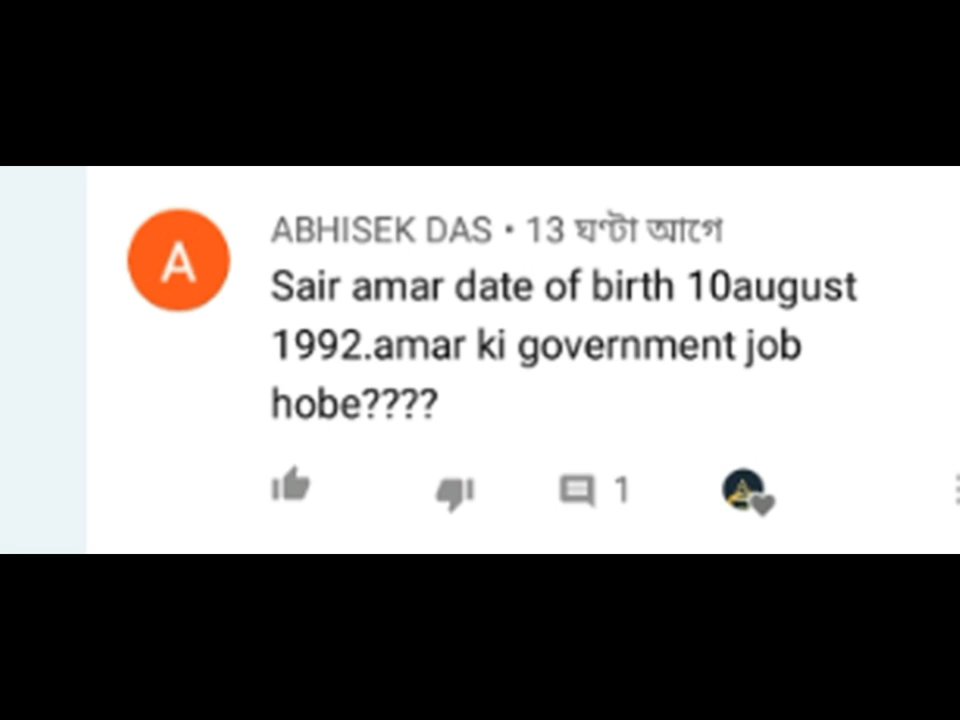 A
ABHISEK DAS • 13 ঘণ্টা আগে
Sair amar date of birth 10august
1992.amar ki government job
hobe????
1